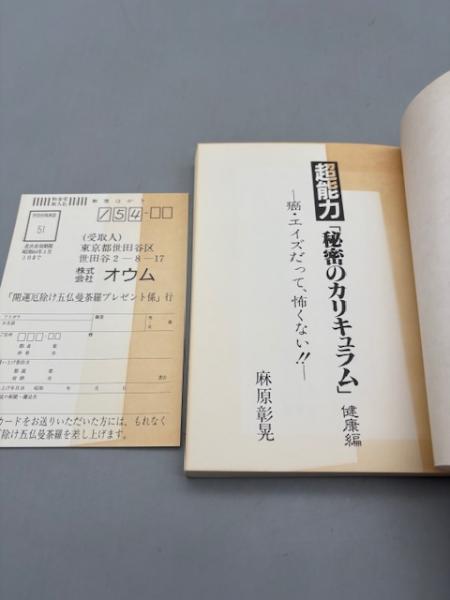 郵便はがき
154-□□
(受取人)
東京都世田谷区
世田谷2-8-17
株式会社 オウム
「開運厄除け五仏曼荼羅プレゼント係」行
51
カードをお送りいただいた方には、もれなく
除け五仏曼荼羅を差し上げます。
超能力「秘密のカリキュラム」健康編
―癌・エイズだって、怖くない!!―
麻原彰晃